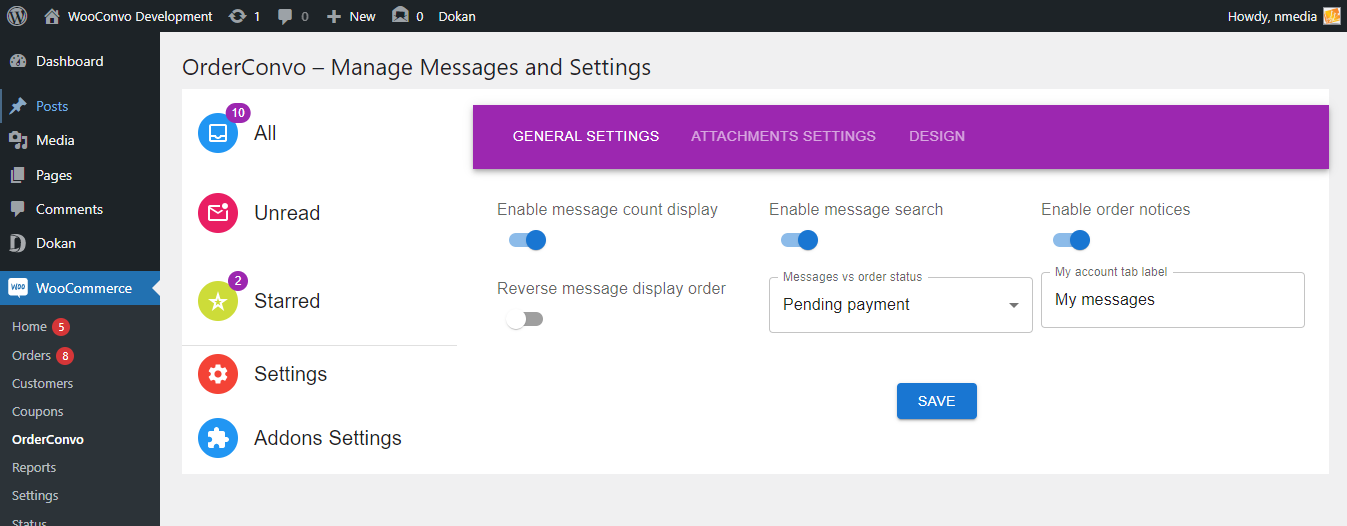 WooConvo Development 1 0 New 0 Dokan Howdy, nmedia
Dashboard
Posts
Media
Pages
Comments
Dokan
WooCommerce
Home 5
Orders 8
Customers
Coupons
OrderConvo
Reports
Settings
Status
OrderConvo – Manage Messages and Settings
10
All
Unread
2
Starred
Settings
Addons Settings
GENERAL SETTINGS ATTACHMENTS SETTINGS DESIGN
Enable message count display
Enable message search
Enable order notices
Reverse message display order
Messages vs order status
Pending payment
My account tab label
My messages
SAVE